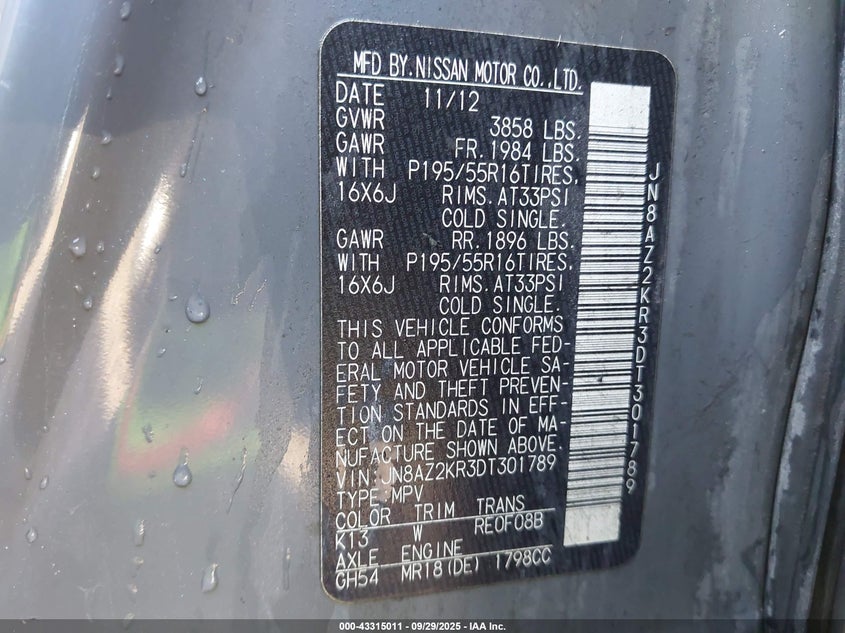 MFD BY.NISSAN MOTOR CO.,LTD.
DATE 11/12
GVWR 3858 LBS.
GAWR FR.1984 LBS.
WITH P195/55R16TIRES,
16X6J RIMS.AT33PSI
COLD SINGLE.
GAWR RR.1896 LBS.
WITH P195/55R16TIRES,
16X6J RIMS.AT33PSI
COLD SINGLE.
THIS VEHICLE CONFORMS
TO ALL APPLICABLE FED-
ERAL MOTOR VEHICLE SA-
FETY AND THEFT PREVEN-
TION STANDARDS IN EFF-
ECT ON THE DATE OF MA-
NUFACTURE SHOWN ABOVE.
VIN:JN8AZ2KR3DT301789
TYPE:MPV
COLOR TRIM TRANS
K13 W RE0F08B
AXLE ENGINE
GH54 MR18(DE) 1798CC
JN8AZ2KR3DT301789
000-43315011 - 09/29/2025 - IAA Inc.